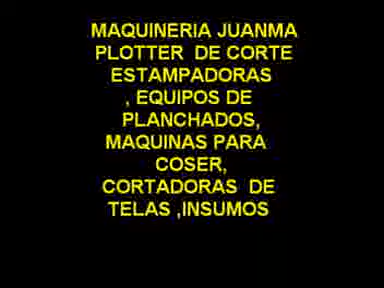 MAQUINERIA JUANMA
PLOTTER DE CORTE
ESTAMPADORAS
, EQUIPOS DE
PLANCHADOS,
MAQUINAS PARA
COSER,
CORTADORAS DE
TELAS ,INSUMOS